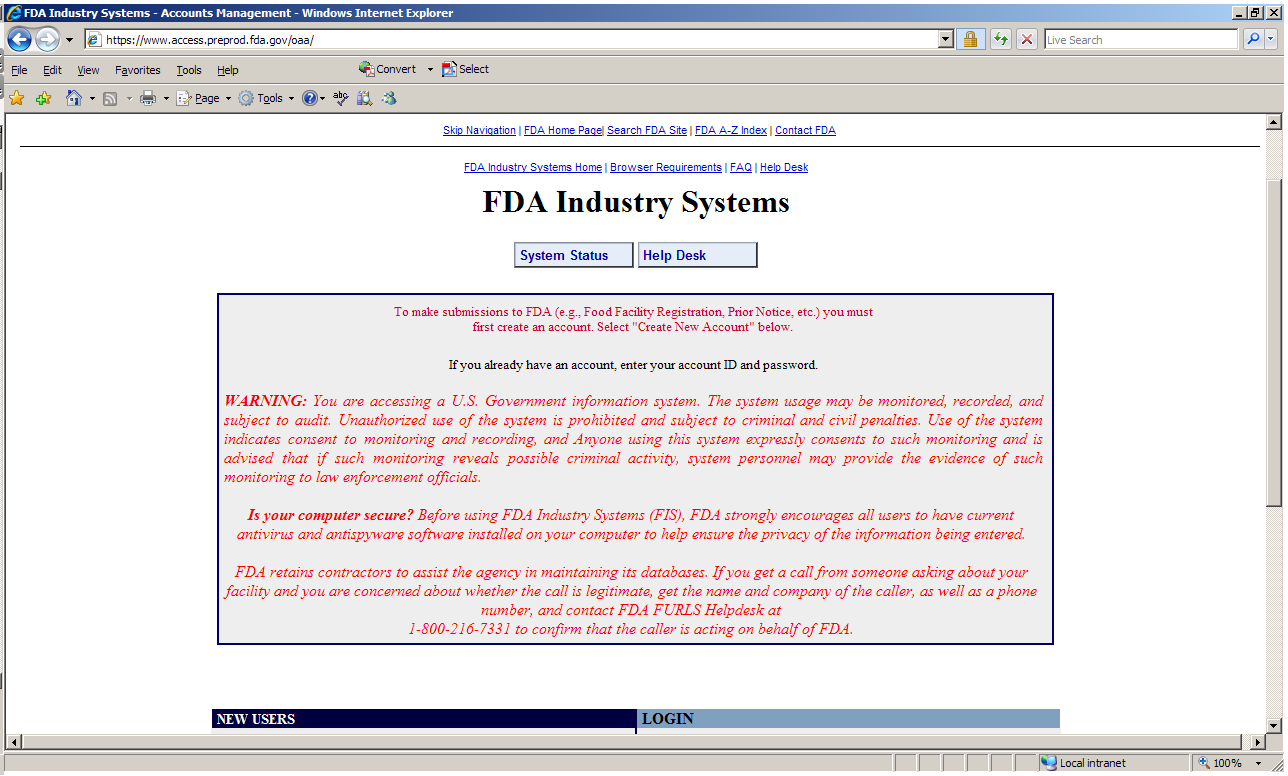 FDA Industry Systems - Accounts Management - Windows Internet Explorer
https://www.access.preprod.fda.gov/oaa/
Live Search
File Edit View Favorites Tools Help Convert Select
Page Tools abc
Skip Navigation | FDA Home Page| Search FDA Site | FDA A-Z Index | Contact FDA
FDA Industry Systems Home | Browser Requirements | FAQ | Help Desk
FDA Industry Systems
System Status Help Desk
To make submissions to FDA (e.g., Food Facility Registration, Prior Notice, etc.) you must
first create an account. Select "Create New Account" below.
If you already have an account, enter your account ID and password.
WARNING: You are accessing a U.S. Government information system. The system usage may be monitored, recorded, and
subject to audit. Unauthorized use of the system is prohibited and subject to criminal and civil penalties. Use of the system
indicates consent to monitoring and recording, and Anyone using this system expressly consents to such monitoring and is
advised that if such monitoring reveals possible criminal activity, system personnel may provide the evidence of such
monitoring to law enforcement officials.
Is your computer secure? Before using FDA Industry Systems (FIS), FDA strongly encourages all users to have current
antivirus and antispyware software installed on your computer to help ensure the privacy of the information being entered.
FDA retains contractors to assist the agency in maintaining its databases. If you get a call from someone asking about your
facility and you are concerned about whether the call is legitimate, get the name and company of the caller, as well as a phone
number, and contact FDA FURLS Helpdesk at
1-800-216-7331 to confirm that the caller is acting on behalf of FDA.
NEW USERS LOGIN
Local intranet 100%